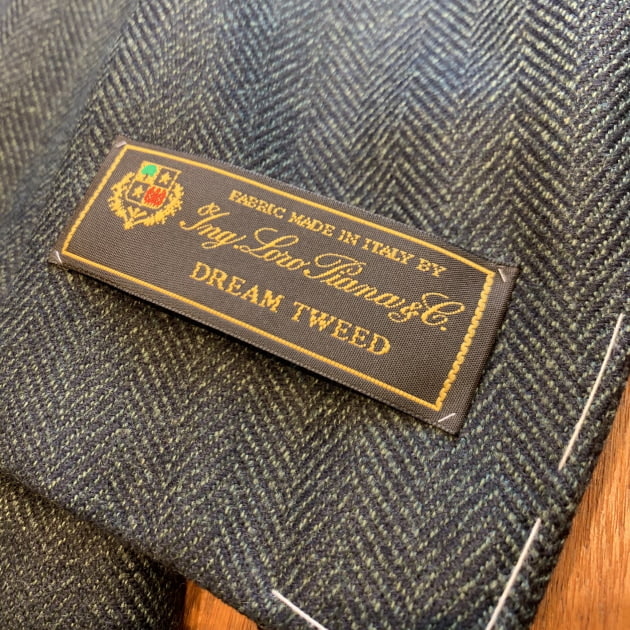 FABRIC MADE IN ITALY BY
Ing. Loro Piana & C.
DREAM TWEED